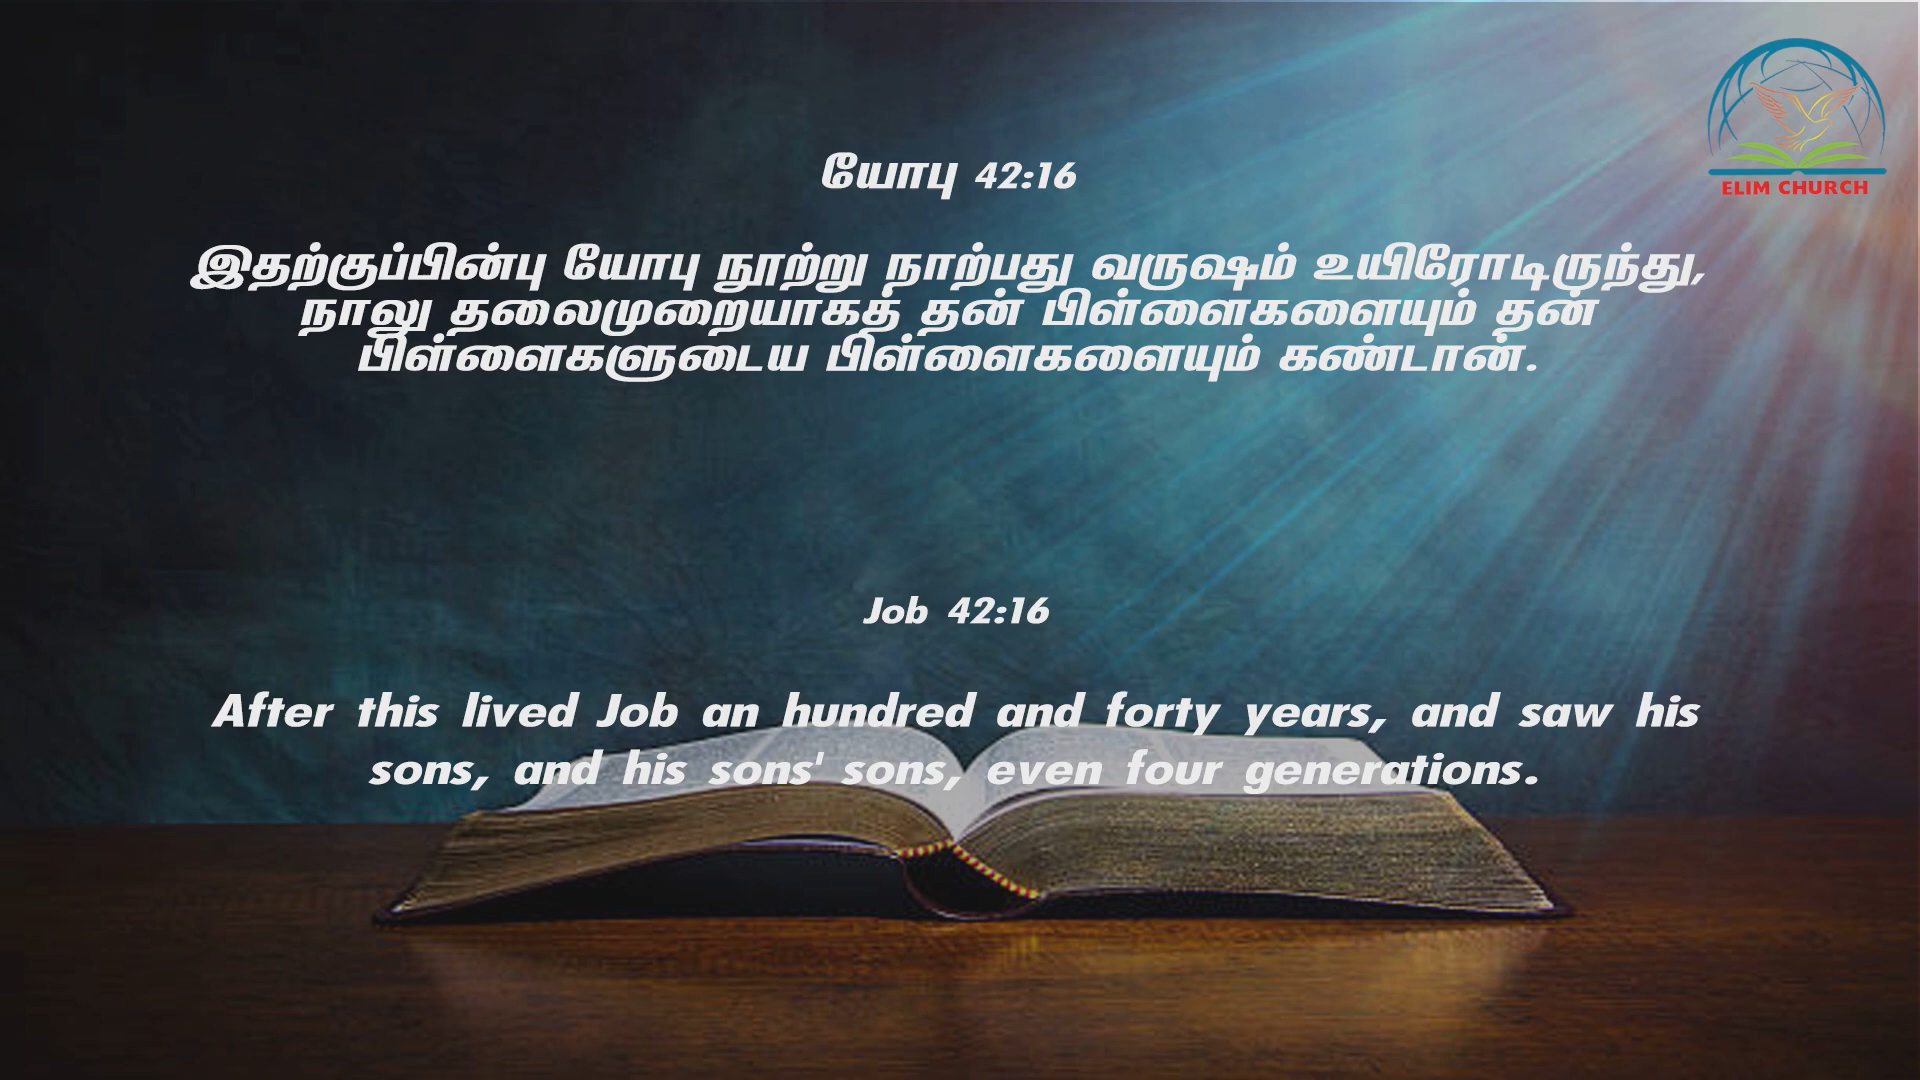 யோபு 42:16
ELIM CHURCH
இதற்குப்பின்பு யோபு நூற்று நாற்பது வருஷம் உயிரோடிருந்து,
நாலு தலைமுறையாகத் தன் பிள்ளைகளையும் தன்
பிள்ளைகளுடைய பிள்ளைகளையும் கண்டான்.
Job 42:16
After this lived Job an hundred and forty years, and saw his
sons, and his sons' sons, even four generations.